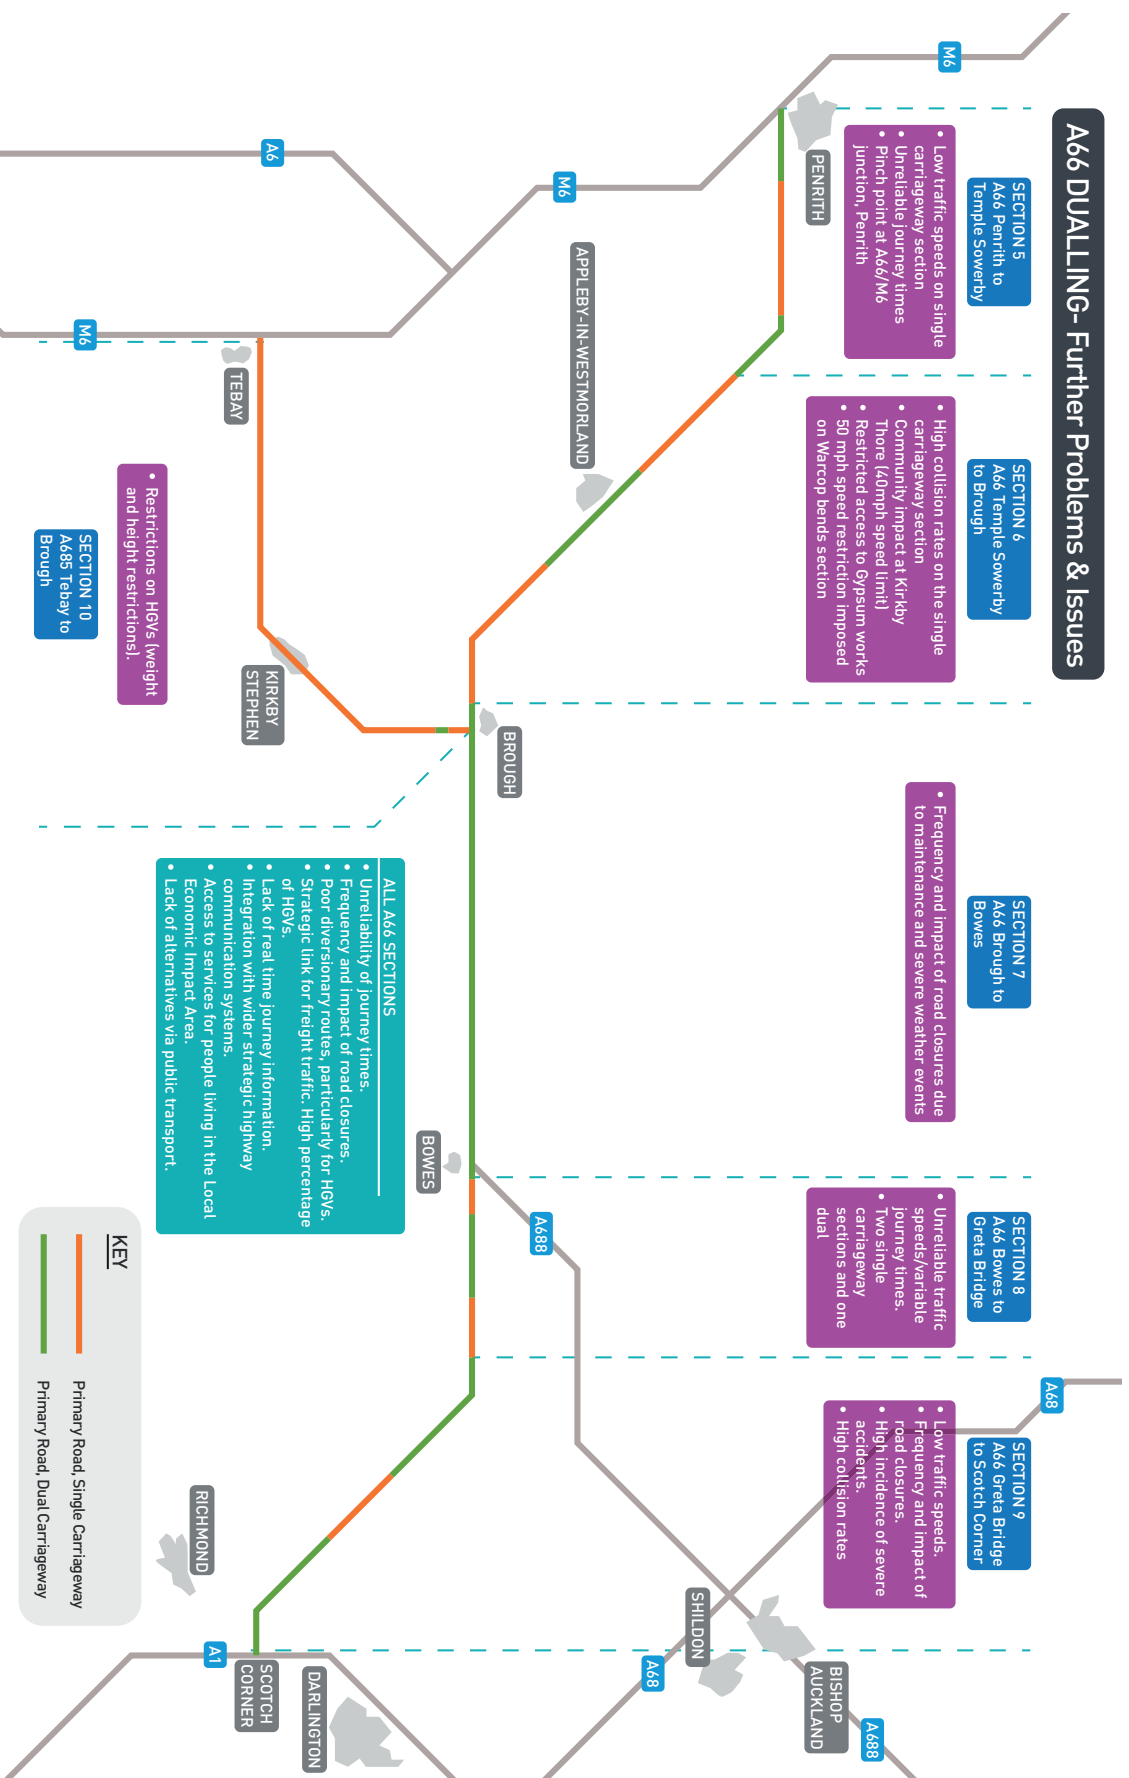 A66 DUALLING- Further Problems & Issues
SECTION 5
A66 Penrith to
Temple Sowerby
• Low traffic speeds on single
carriageway section
• Unreliable journey times
• Pinch point at A66/M6
junction, Penrith
SECTION 6
A66 Temple Sowerby
to Brough
• High collision rates on the single
carriageway section
• Community impact at Kirkby
Thore (40mph speed limit)
• Restricted access to Gypsum works
• 50 mph speed restriction imposed
on Warcop bends section
SECTION 7
A66 Brough to
Bowes
• Frequency and impact of road closures due
to maintenance and severe weather events
SECTION 8
A66 Bowes to
Greta Bridge
• Unreliable traffic
speeds/variable
journey times.
• Two single
carriageway
sections and one
dual
SECTION 9
A66 Greta Bridge
to Scotch Corner
• Low traffic speeds.
• Frequency and impact of
road closures.
• High incidence of severe
accidents.
• High collision rates
M6
A68
PENRITH
M6
APPLEBY-IN-WESTMORLAND
BROUGH
A688
BISHOP
AUCKLAND
A688
SHILDON
A68
A6
BOWES
TEBAY
KIRKBY
STEPHEN
M6
ALL A66 SECTIONS
• Unreliability of journey times.
• Frequency and impact of road closures.
• Poor diversionary routes, particularly for HGVs.
• Strategic link for freight traffic. High percentage
of HGVs.
• Lack of real time journey information.
• Integration with wider strategic highway
communication systems.
• Access to services for people living in the Local
Economic Impact Area.
• Lack of alternatives via public transport.
DARLINGTON
SCOTCH
CORNER
A1
RICHMOND
• Restrictions on HGVs (weight
and height restrictions).
SECTION 10
A685 Tebay to
Brough
KEY
Primary Road, Single Carriageway
Primary Road, Dual Carriageway